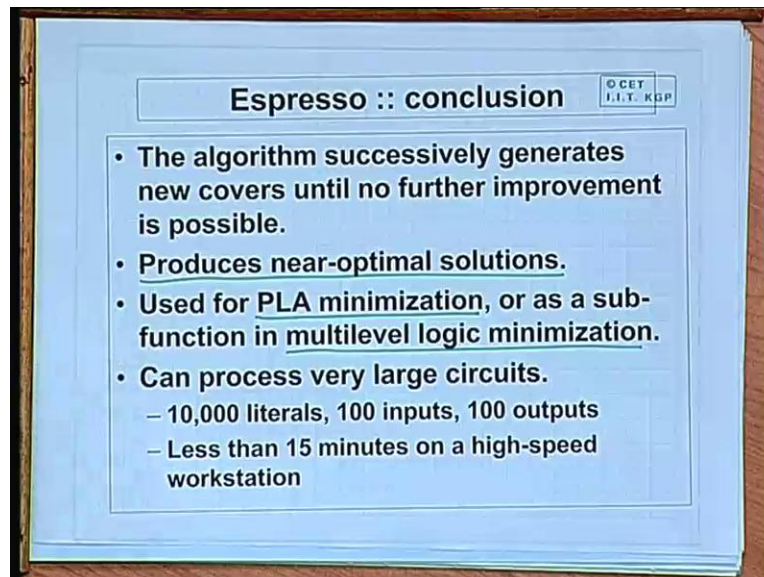 Espresso :: conclusion
© CET
I.I.T. KGP
• The algorithm successively generates
new covers until no further improvement
is possible.
• Produces near-optimal solutions.
• Used for PLA minimization, or as a sub-
function in multilevel logic minimization.
• Can process very large circuits.
– 10,000 literals, 100 inputs, 100 outputs
– Less than 15 minutes on a high-speed
workstation